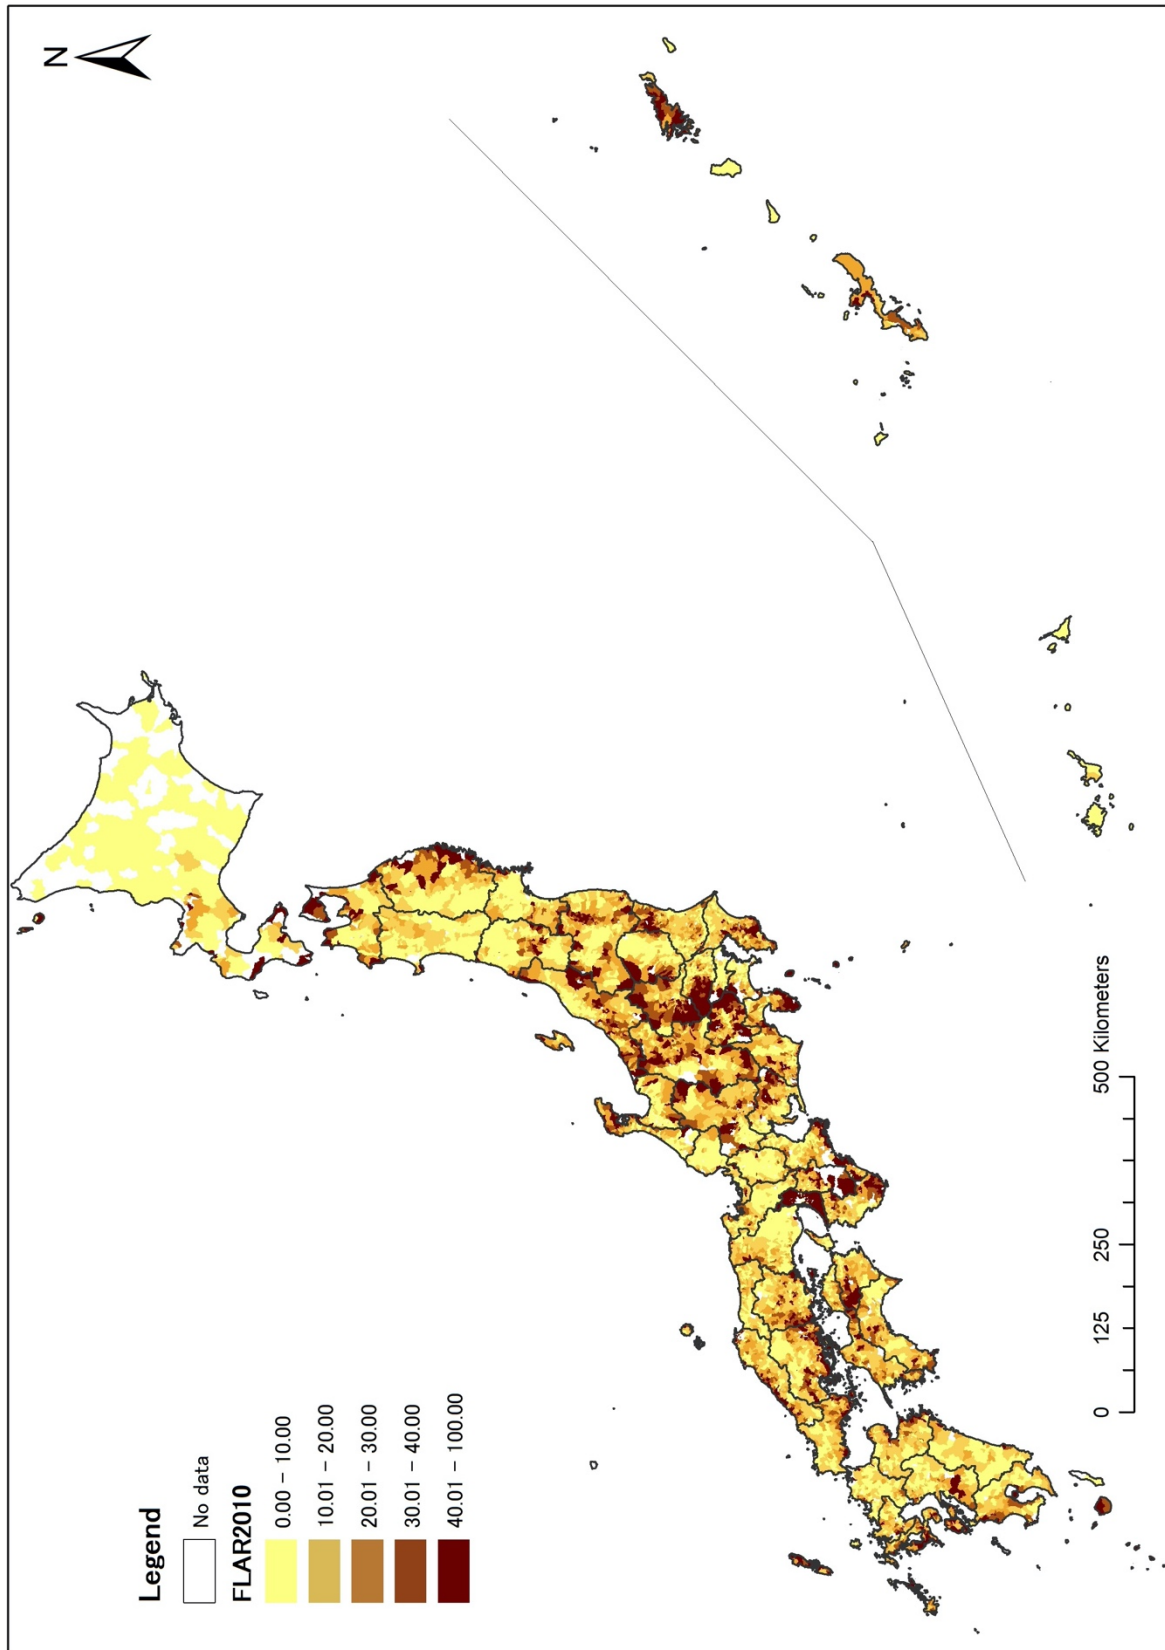 N
Legend
No data
FLAR2010
0.00 – 10.00
10.01 – 20.00
20.01 – 30.00
30.01 – 40.00
40.01 – 100.00
0 125 250 500 Kilometers